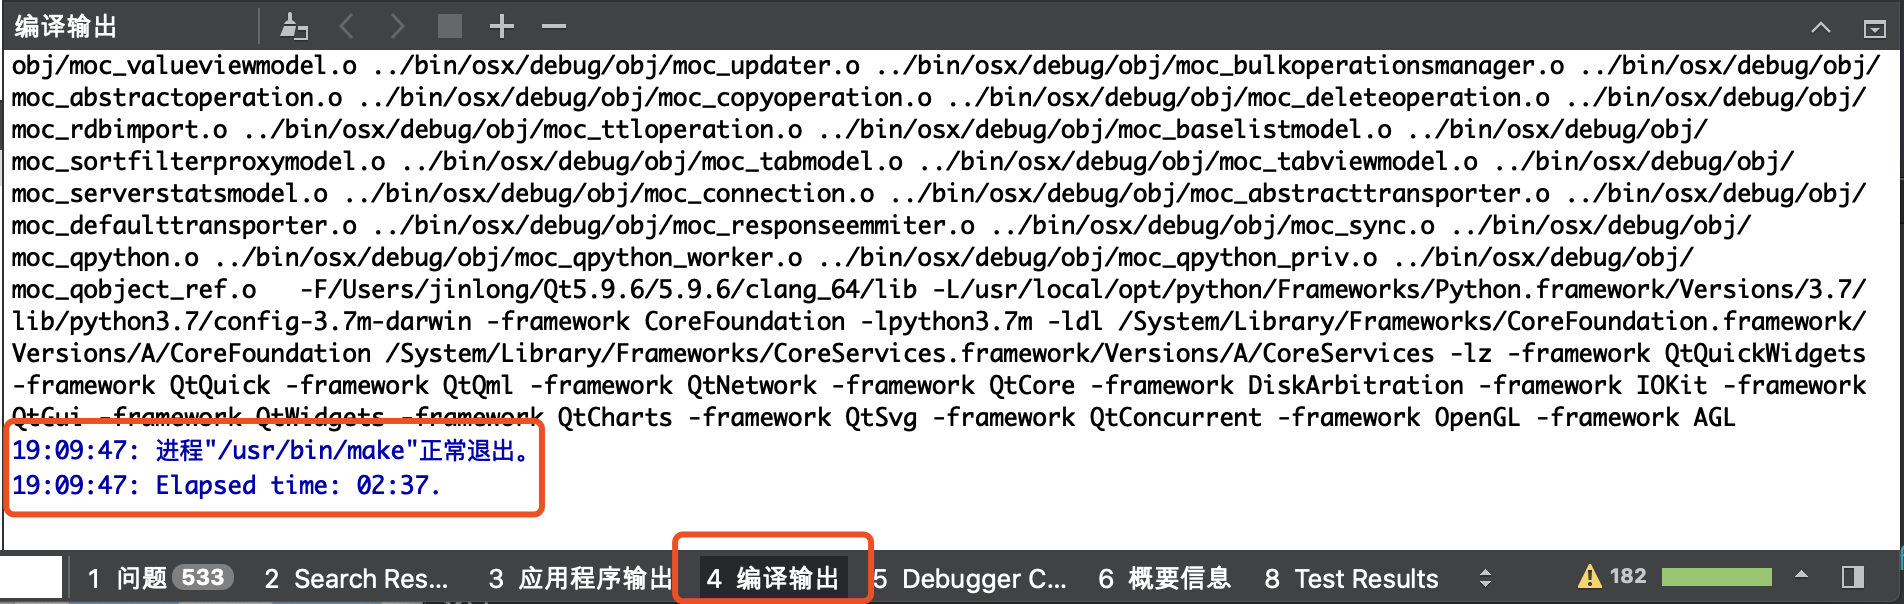 编译输出
obj/moc_valueviewmodel.o ../bin/osx/debug/obj/moc_updater.o ../bin/osx/debug/obj/moc_bulkoperationsmanager.o ../bin/osx/debug/obj/
moc_abstractoperation.o ../bin/osx/debug/obj/moc_copyoperation.o ../bin/osx/debug/obj/moc_deleteoperation.o ../bin/osx/debug/obj/
moc_rdbimport.o ../bin/osx/debug/obj/moc_ttloperation.o ../bin/osx/debug/obj/moc_baselistmodel.o ../bin/osx/debug/obj/
moc_sortfilterproxymodel.o ../bin/osx/debug/obj/moc_tabmodel.o ../bin/osx/debug/obj/moc_tabviewmodel.o ../bin/osx/debug/obj/
moc_serverstatsmodel.o ../bin/osx/debug/obj/moc_connection.o ../bin/osx/debug/obj/moc_abstracttransporter.o ../bin/osx/debug/obj/
moc_defaulttransporter.o ../bin/osx/debug/obj/moc_responseemmiter.o ../bin/osx/debug/obj/moc_sync.o ../bin/osx/debug/obj/
moc_qpython.o ../bin/osx/debug/obj/moc_qpython_worker.o ../bin/osx/debug/obj/moc_qpython_priv.o ../bin/osx/debug/obj/
moc_qobject_ref.o   -F/Users/jinlong/Qt5.9.6/5.9.6/clang_64/lib -L/usr/local/opt/python/Frameworks/Python.framework/Versions/3.7/
lib/python3.7/config-3.7m-darwin -framework CoreFoundation -lpython3.7m -ldl /System/Library/Frameworks/CoreFoundation.framework/
Versions/A/CoreFoundation /System/Library/Frameworks/CoreServices.framework/Versions/A/CoreServices -lz -framework QtQuickWidgets
-framework QtQuick -framework QtQml -framework QtNetwork -framework QtCore -framework DiskArbitration -framework IOKit -framework
QtGui -framework QtWidgets -framework QtCharts -framework QtSvg -framework QtConcurrent -framework OpenGL -framework AGL
19:09:47: 进程"/usr/bin/make"正常退出。
19:09:47: Elapsed time: 02:37.
1 问题 533 2 Search Res... 3 应用程序输出 4 编译输出 5 Debugger C... 6 概要信息 8 Test Results 182